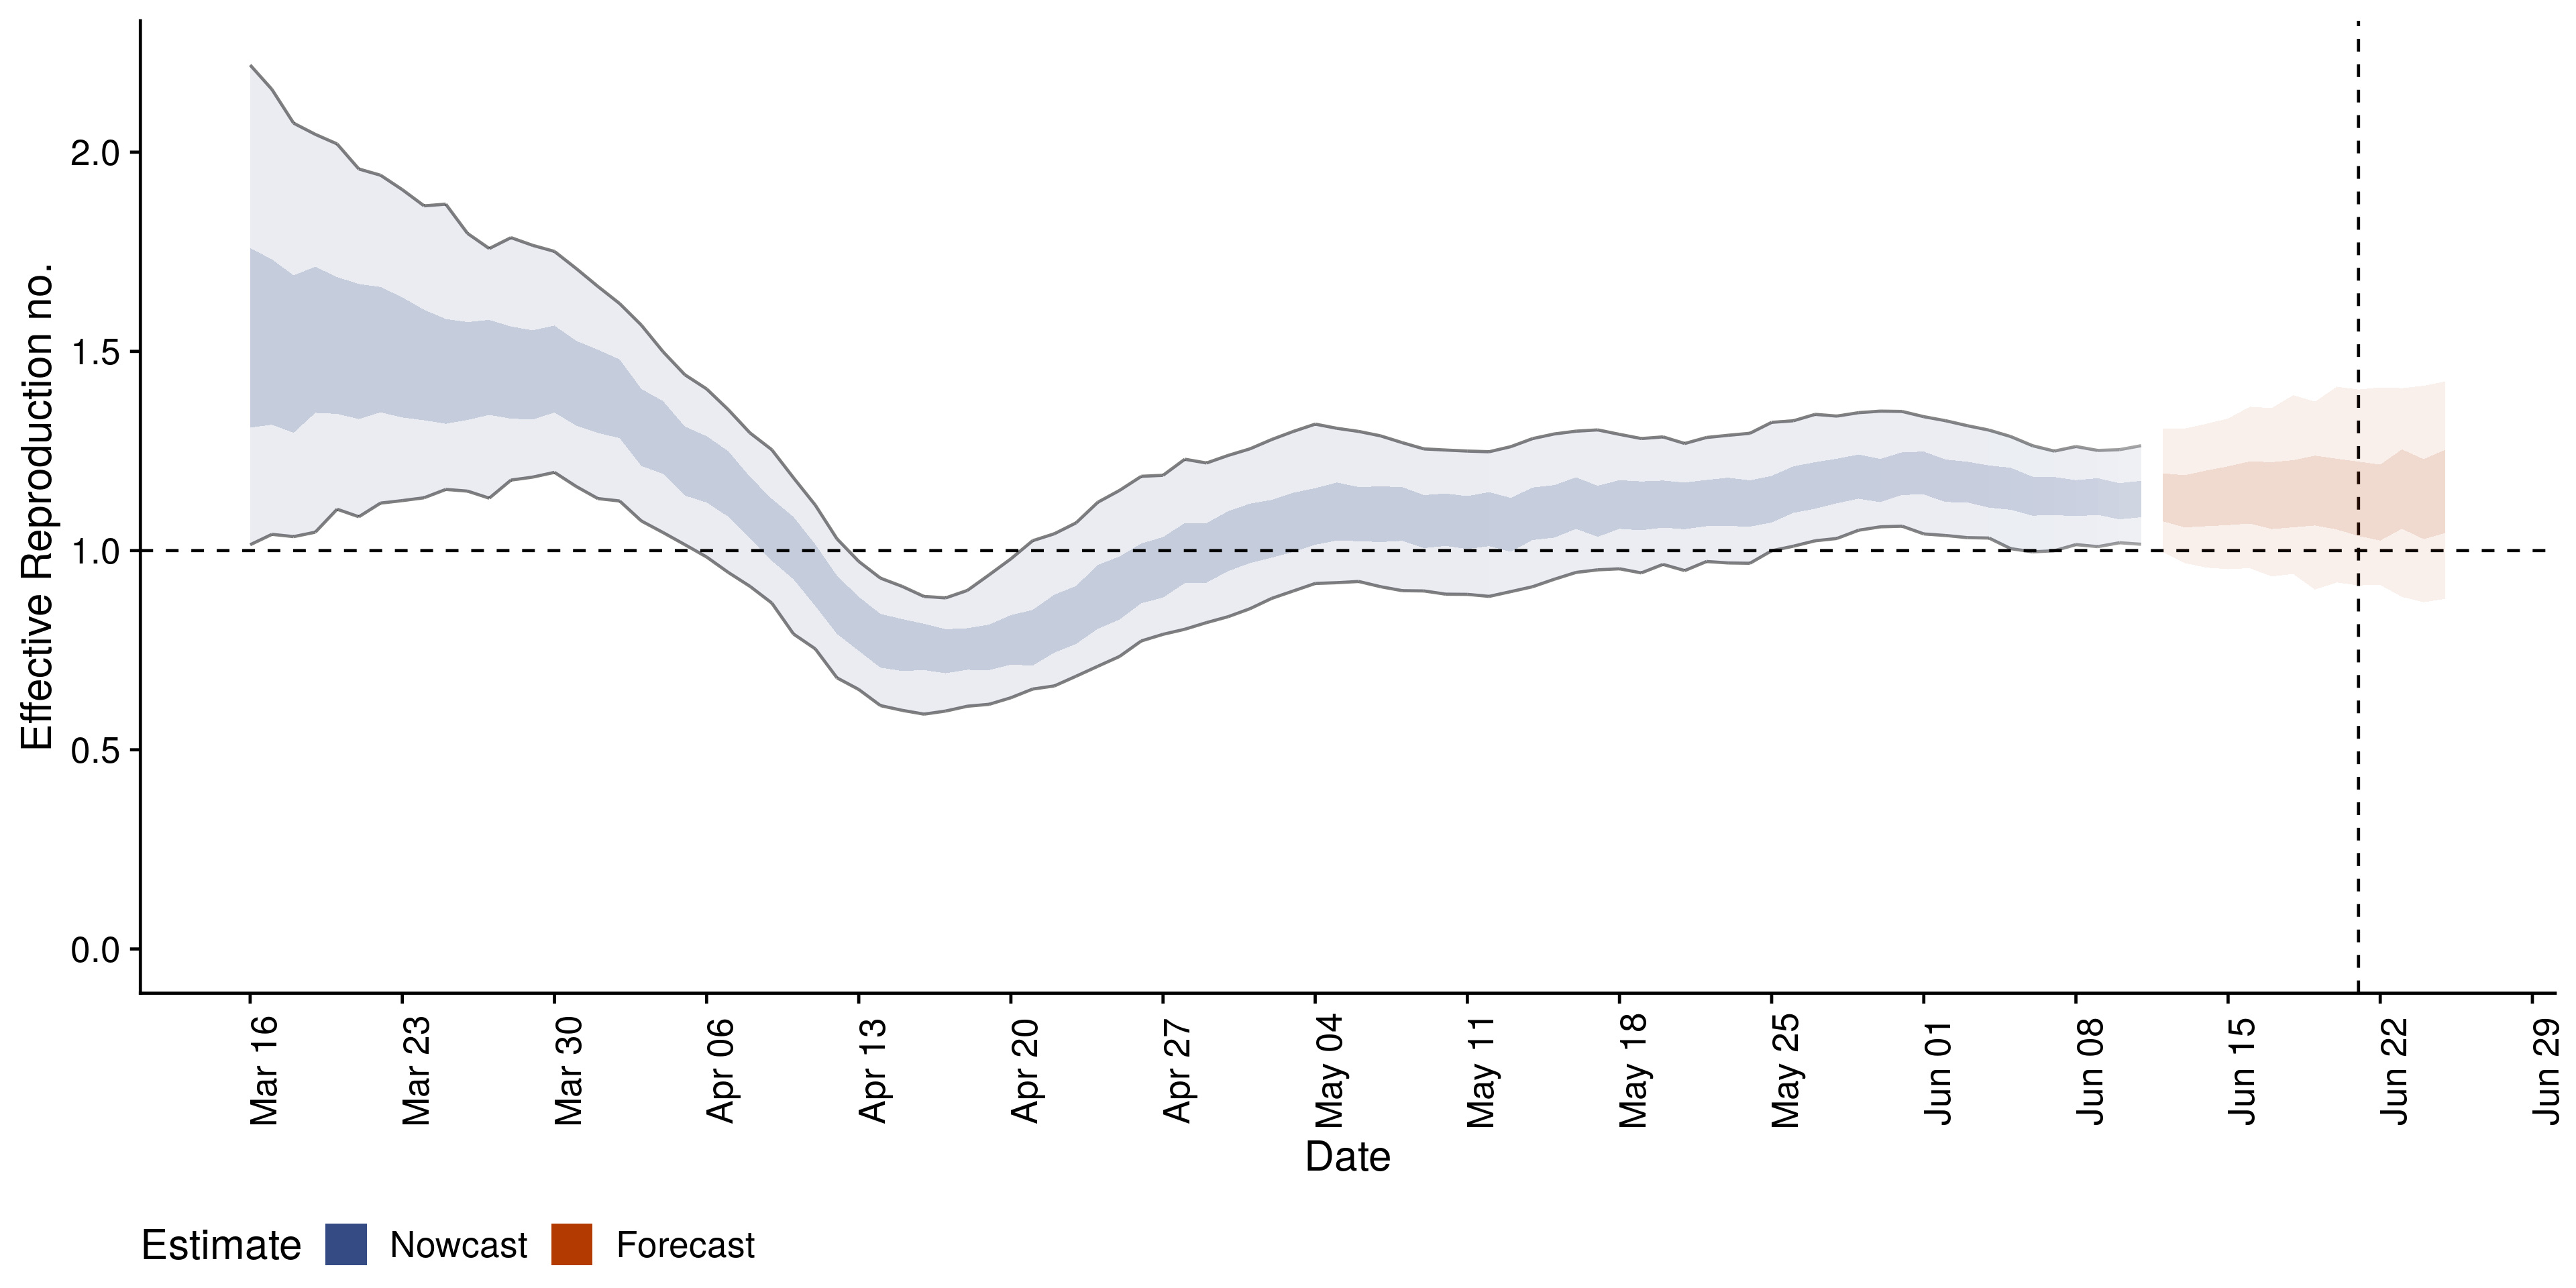 Effective Reproduction no.
2.0
1.5
1.0
0.5
0.0
Mar 16
Mar 23
Mar 30
Apr 06
Apr 13
Apr 20
Apr 27
May 04
May 11
May 18
May 25
Jun 01
Jun 08
Jun 15
Jun 22
Jun 29
Date
Estimate Nowcast Forecast